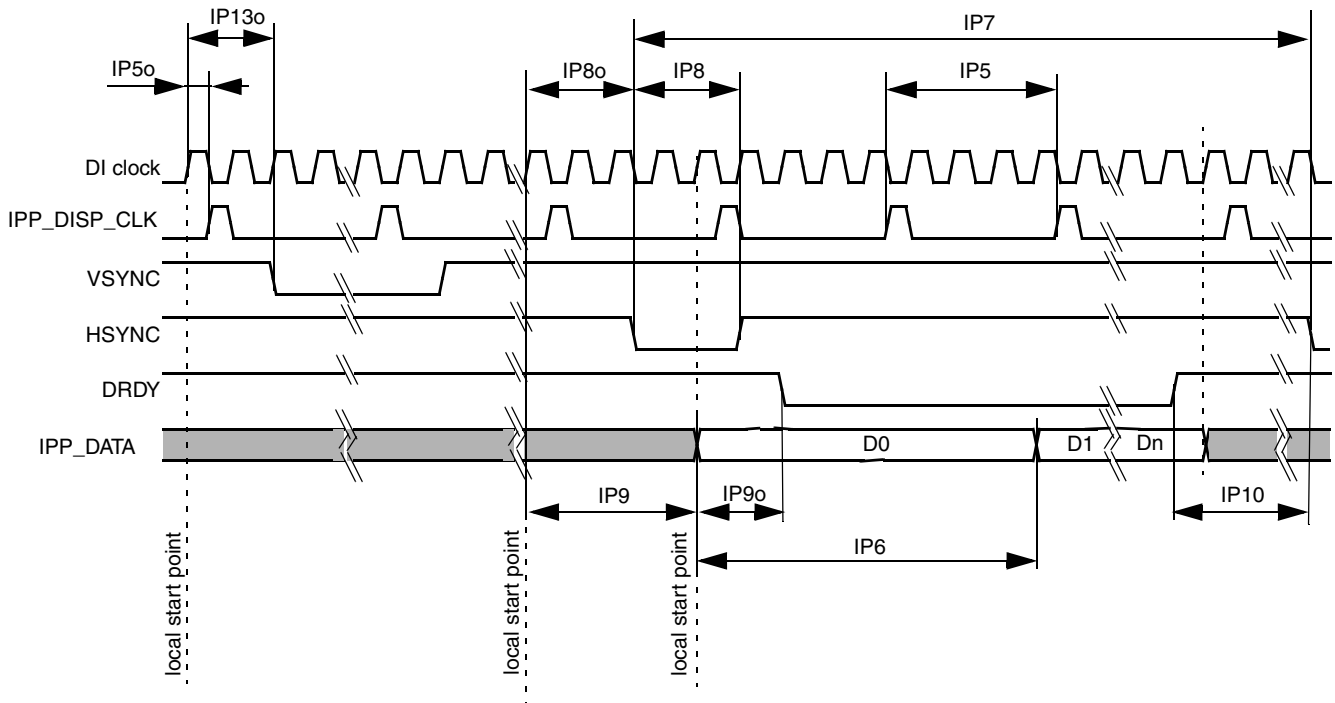 IP13o
IP7
IP5o
IP8o
IP8
IP5
DI clock
IPP_DISP_CLK
VSYNC
HSYNC
DRDY
IPP_DATA
D0
D1
Dn
IP9
IP9o
IP10
IP6
local start point
local start point
local start point